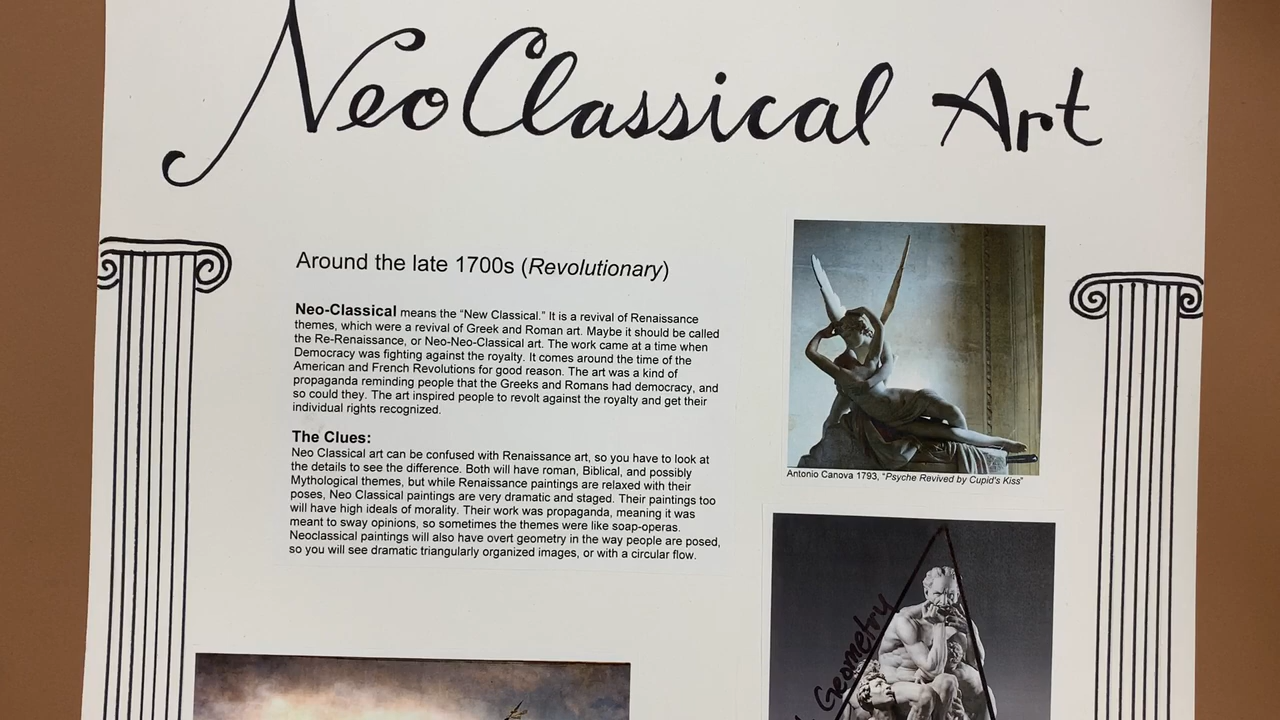 NeoClassical Art
Around the late 1700s (Revolutionary)
Neo-Classical means the “New Classical.” It is a revival of Renaissance
themes, which were a revival of Greek and Roman art. Maybe it should be called
the Re-Renaissance, or Neo-Neo-Classical art. The work came at a time when
Democracy was fighting against the royalty. It comes around the time of the
American and French Revolutions for good reason. The art was a kind of
propaganda reminding people that the Greeks and Romans had democracy, and
so could they. The art inspired people to revolt against the royalty and get their
individual rights recognized.
The Clues:
Neo Classical art can be confused with Renaissance art, so you have to look at
the details to see the difference. Both will have roman, Biblical, and possibly
Mythological themes, but while Renaissance paintings are relaxed with their
poses, Neo Classical paintings are very dramatic and staged. Their paintings too
will have high ideals of morality. Their work was propaganda, meaning it was
meant to sway opinions, so sometimes the themes were like soap-operas.
Neoclassical paintings will also have overt geometry in the way people are posed,
so you will see dramatic triangularly organized images, or with a circular flow.
Antonio Canova 1793, “Psyche Revived by Cupid's Kiss”
Geometry